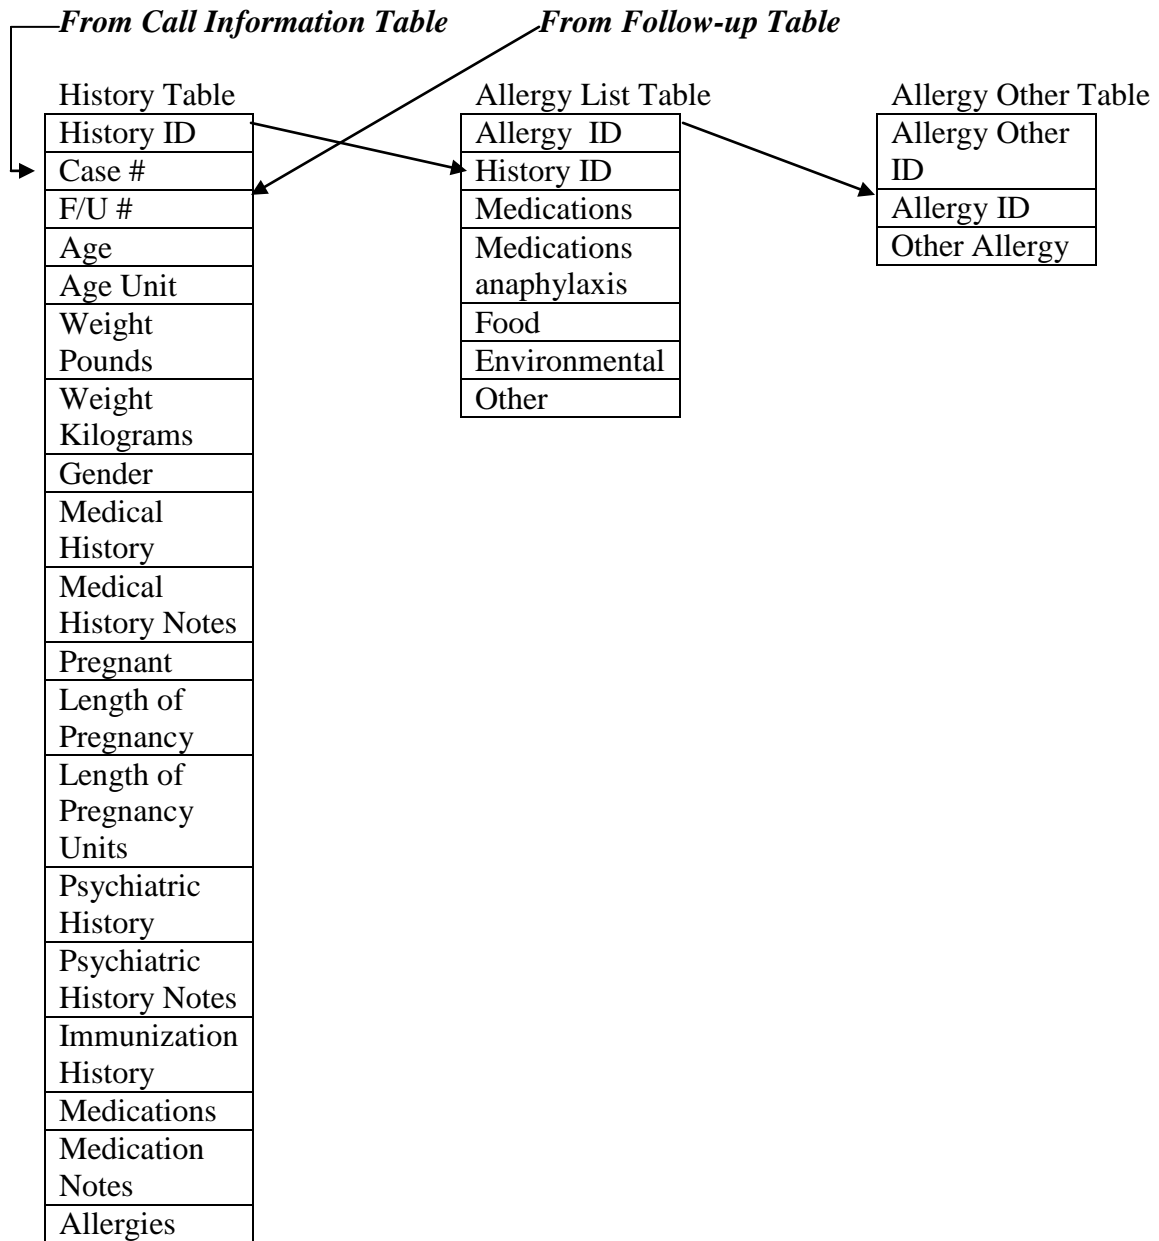 From Call Information Table
From Follow-up Table
History Table
History ID
Case #
F/U #
Age
Age Unit
Weight
Pounds
Weight
Kilograms
Gender
Medical
History
Medical
History Notes
Pregnant
Length of
Pregnancy
Length of
Pregnancy
Units
Psychiatric
History
Psychiatric
History Notes
Immunization
History
Medications
Medication
Notes
Allergies
Allergy List Table
Allergy  ID
History ID
Medications
Medications
anaphylaxis
Food
Environmental
Other
Allergy Other Table
Allergy Other
ID
Allergy ID
Other Allergy